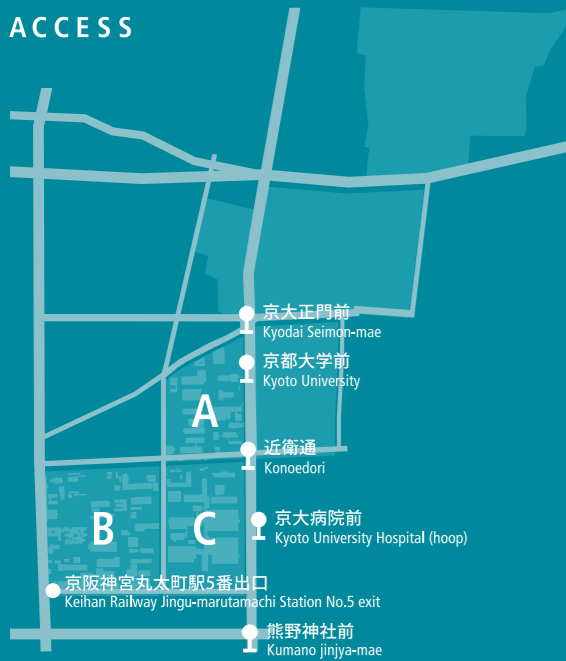 ACCESS
京大正門前
Kyodai Seimon-mae
京都大学前
Kyoto University
A
近衛通
Konoedori
B
C
京大病院前
Kyoto University Hospital (hoop)
京阪神宮丸太町駅5番出口
Keihan Railway Jingu-marutamachi Station No.5 exit
熊野神社前
Kumano jinjya-mae